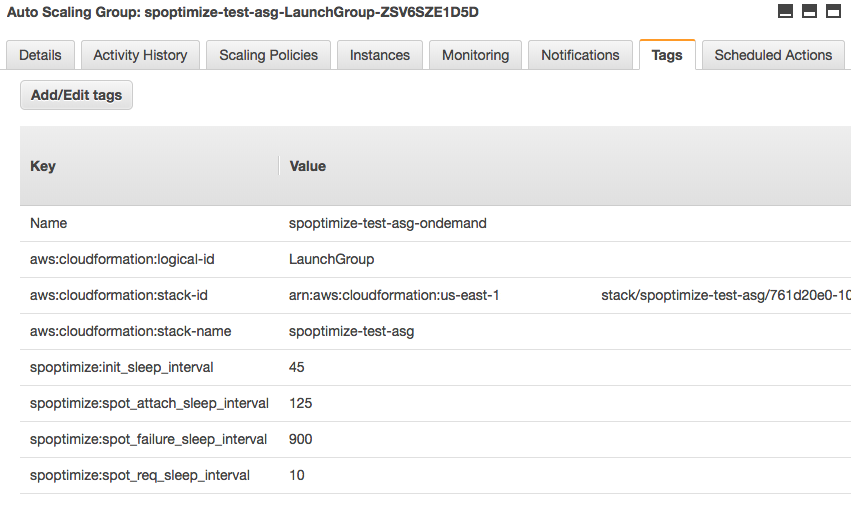 Auto Scaling Group: spoptimize-test-asg-LaunchGroup-ZSV6SZE1D5D
Details Activity History Scaling Policies Instances Monitoring Notifications Tags Scheduled Actions
Add/Edit tags
Key Value
Name spoptimize-test-asg-ondemand
aws:cloudformation:logical-id LaunchGroup
aws:cloudformation:stack-id arn:aws:cloudformation:us-east-1 stack/spoptimize-test-asg/761d20e0-10
aws:cloudformation:stack-name spoptimize-test-asg
spoptimize:init_sleep_interval 45
spoptimize:spot_attach_sleep_interval 125
spoptimize:spot_failure_sleep_interval 900
spoptimize:spot_req_sleep_interval 10